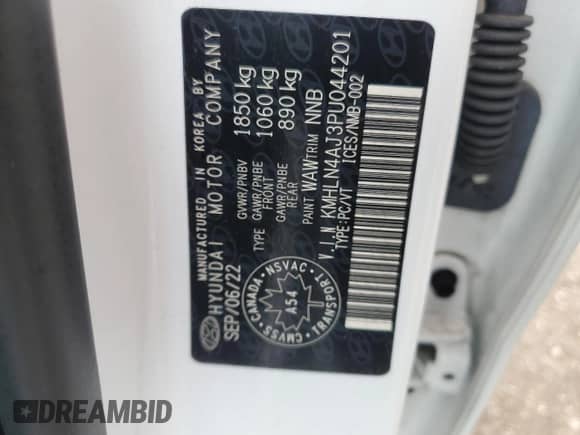 MANUFACTURED IN KOREA BY
HYUNDAI MOTOR COMPANY
SEP/06/22
GVWR/PNBV 1850 kg
TYPE GAWR/PNBE FRONT 1060 kg
GAWR/PNBE REAR 890 kg
PAINT WAW TRIM NNB
V.I.N KMHLN4AJ3PU044201
TYPE:PC/VT ICES/NMB-002
CANADA • NSVAC • TRANSPORT • CMVSS •
A54
DREAMBID